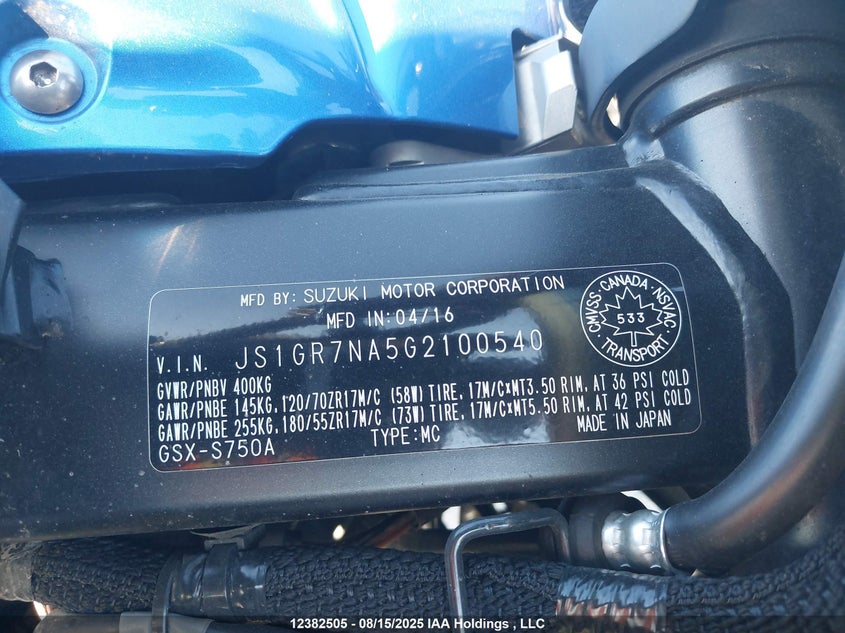 MFD BY: SUZUKI MOTOR CORPORATION
MFD IN:04/16
V.I.N. JS1GR7NA5G2100540
GVWR/PNBV 400KG
GAWR/PNBE 145KG,120/70ZR17M/C (58W) TIRE, 17M/C×MT3.50 RIM, AT 36 PSI COLD
GAWR/PNBE 255KG,180/55ZR17M/C (73W) TIRE, 17M/C×MT5.50 RIM, AT 42 PSI COLD
TYPE:MC
MADE IN JAPAN
GSX-S750A
CANADA
CMVSS
NSVAC
533
TRANSPORT
12382505 - 08/15/2025 IAA Holdings , LLC